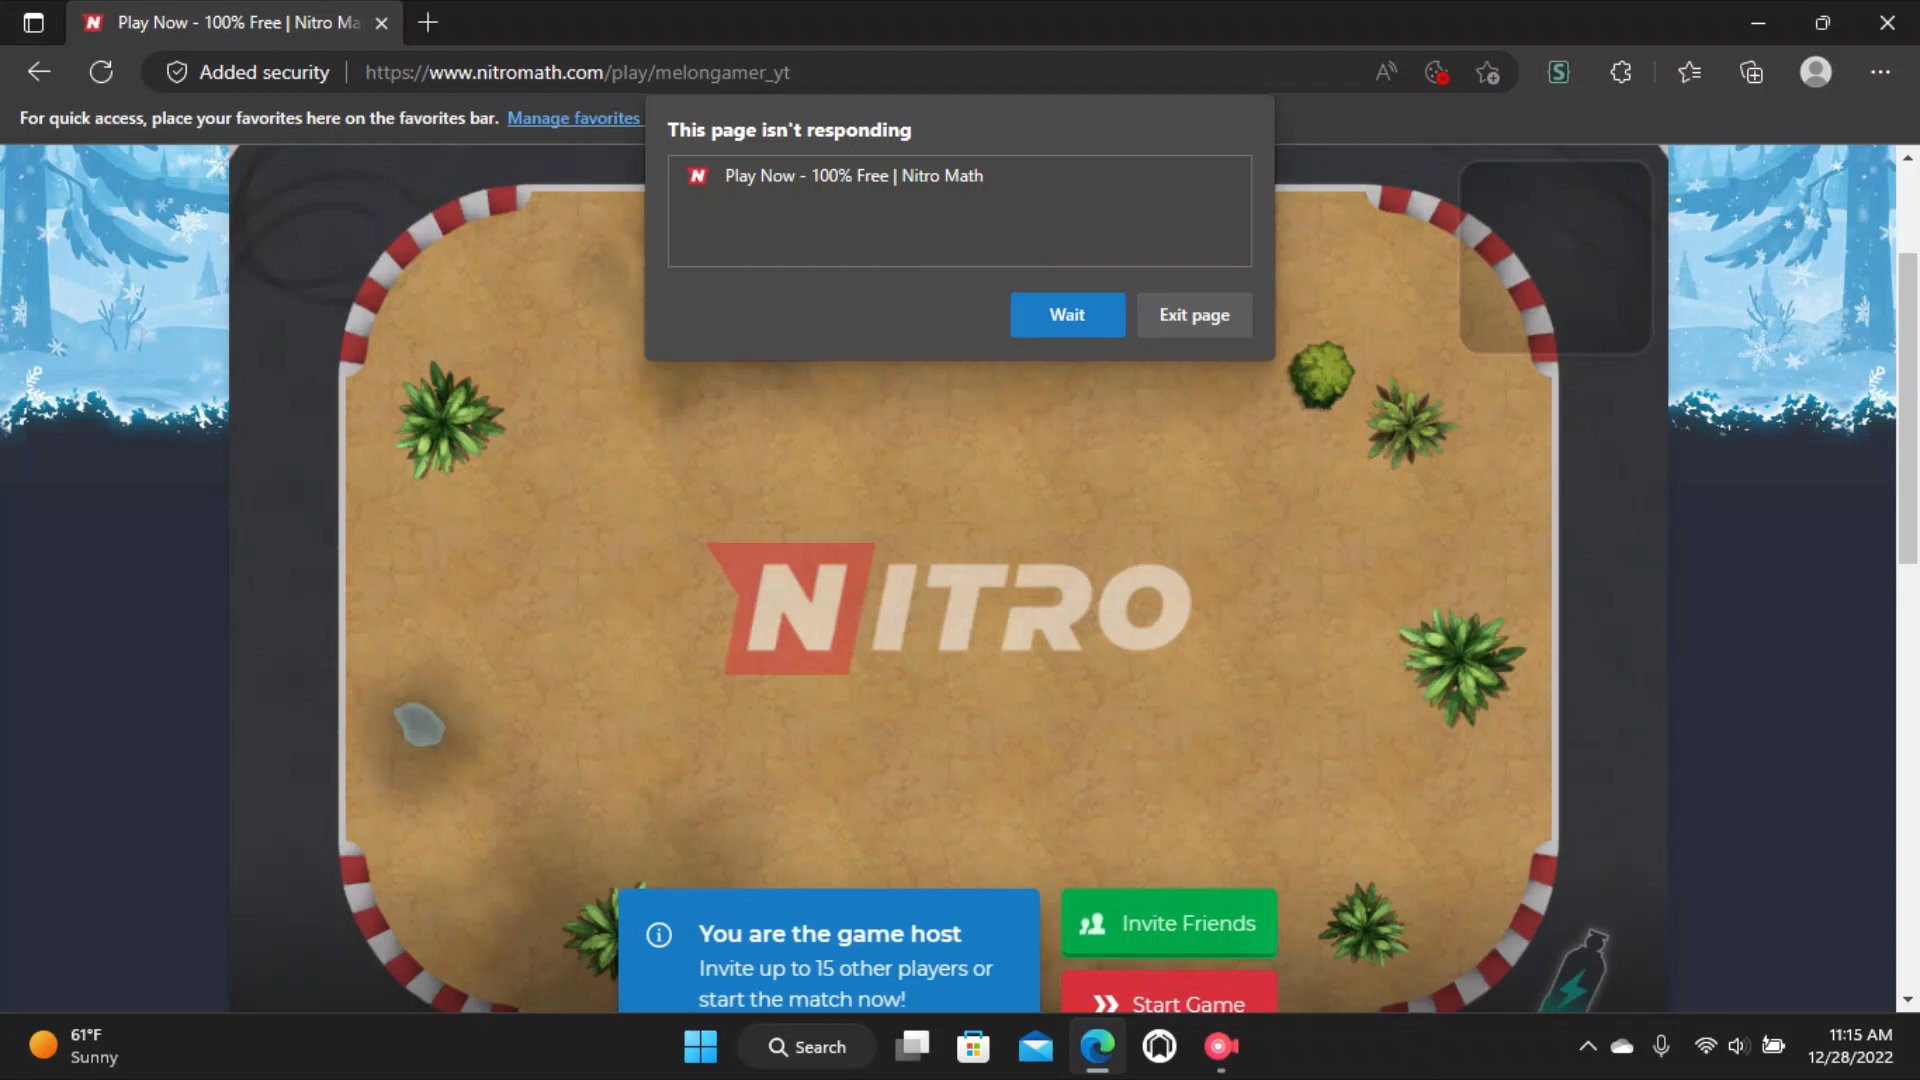 Play Now - 100% Free | Nitro Ma
Added security
https://www.nitromath.com/play/melongamer_yt
For quick access, place your favorites here on the favorites bar. Manage favorites
This page isn't responding
N Play Now - 100% Free | Nitro Math
Wait
Exit page
NITRO
You are the game host
Invite up to 15 other players or
start the match now!
Invite Friends
Start Game
61°F
Sunny
Search
11:15 AM
12/28/2022